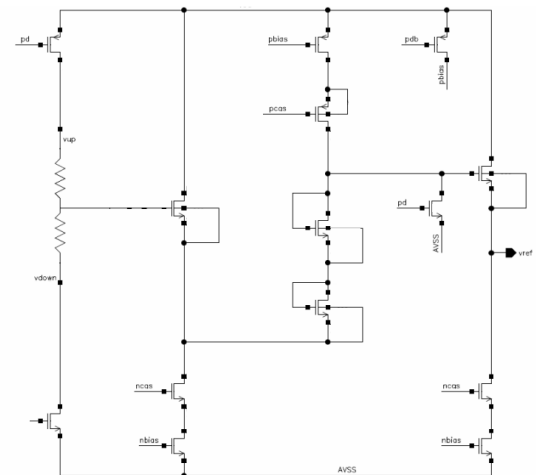 pd
pbias
pdb
pbias
pcas
vup
pd
AVSS
vref
vdown
ncas
ncas
nbias
nbias
AVSS